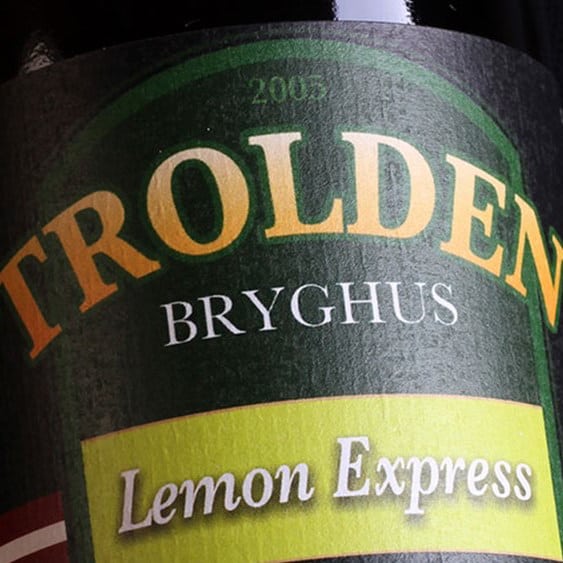 2005
TROLDEN
BRYGHUS
Lemon Express